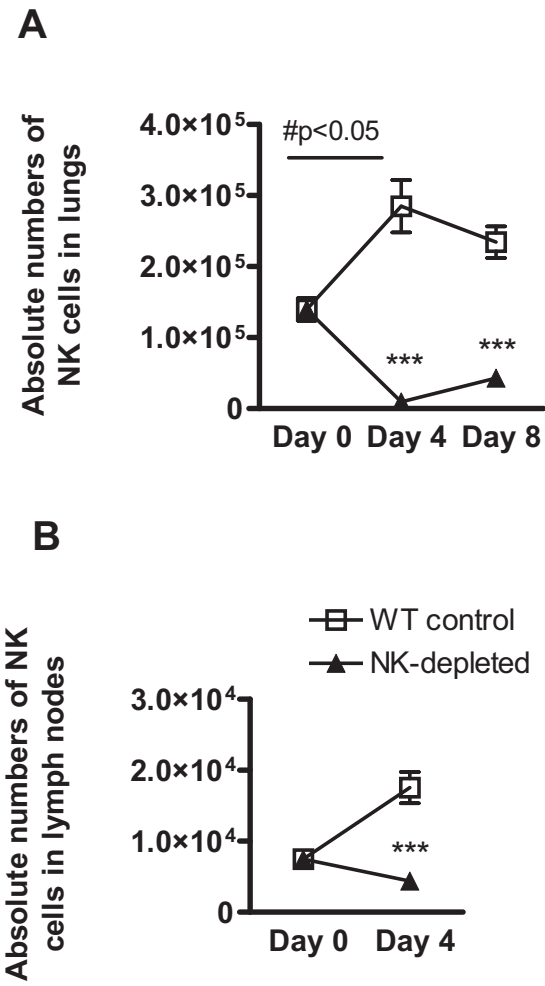 A
Absolute numbers of
NK cells in lungs
4.0×10⁵
3.0×10⁵
2.0×10⁵
1.0×10⁵
0
#p<0.05
***
***
Day 0 Day 4 Day 8
B
WT control
NK-depleted
Absolute numbers of NK
cells in lymph nodes
3.0×10⁴
2.0×10⁴
1.0×10⁴
0
***
Day 0 Day 4